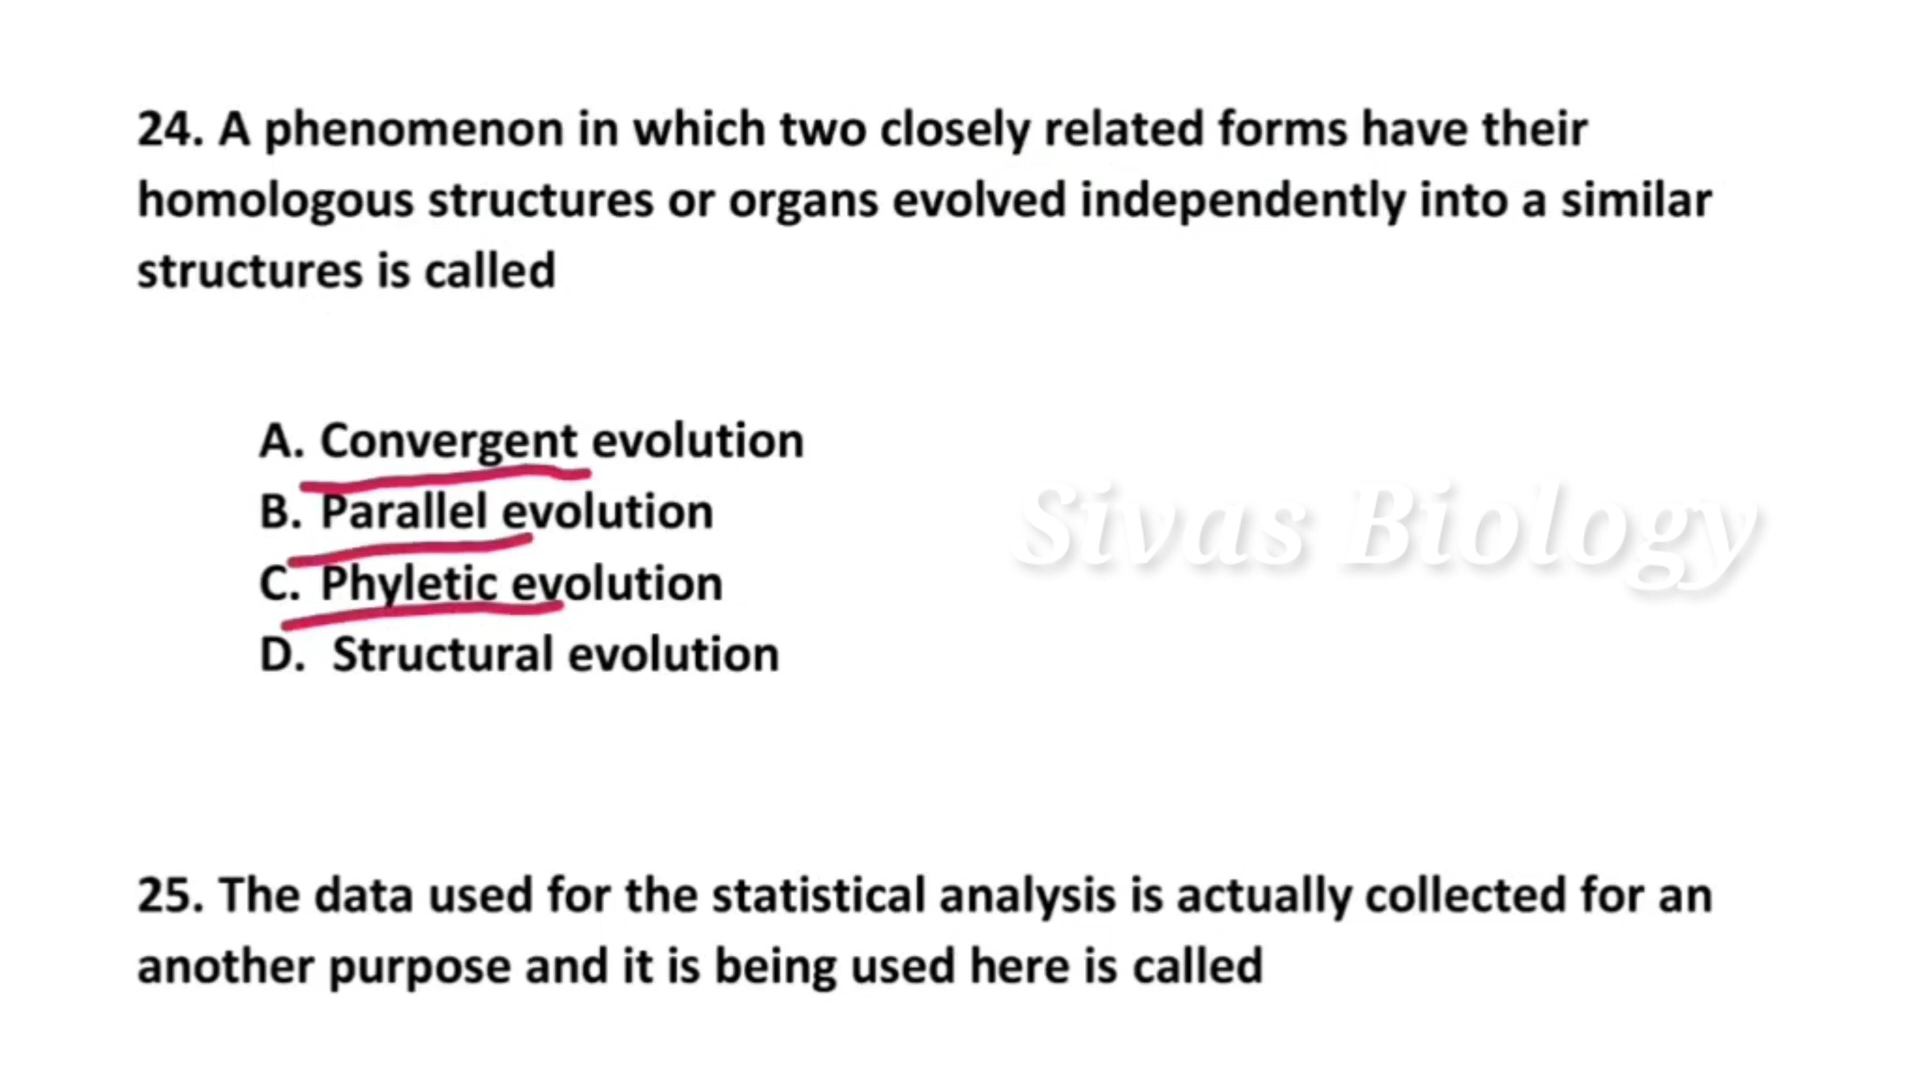 24. A phenomenon in which two closely related forms have their
homologous structures or organs evolved independently into a similar
structures is called
A. Convergent evolution
B. Parallel evolution
C. Phyletic evolution
D. Structural evolution
Sivas Biology
25. The data used for the statistical analysis is actually collected for an
another purpose and it is being used here is called